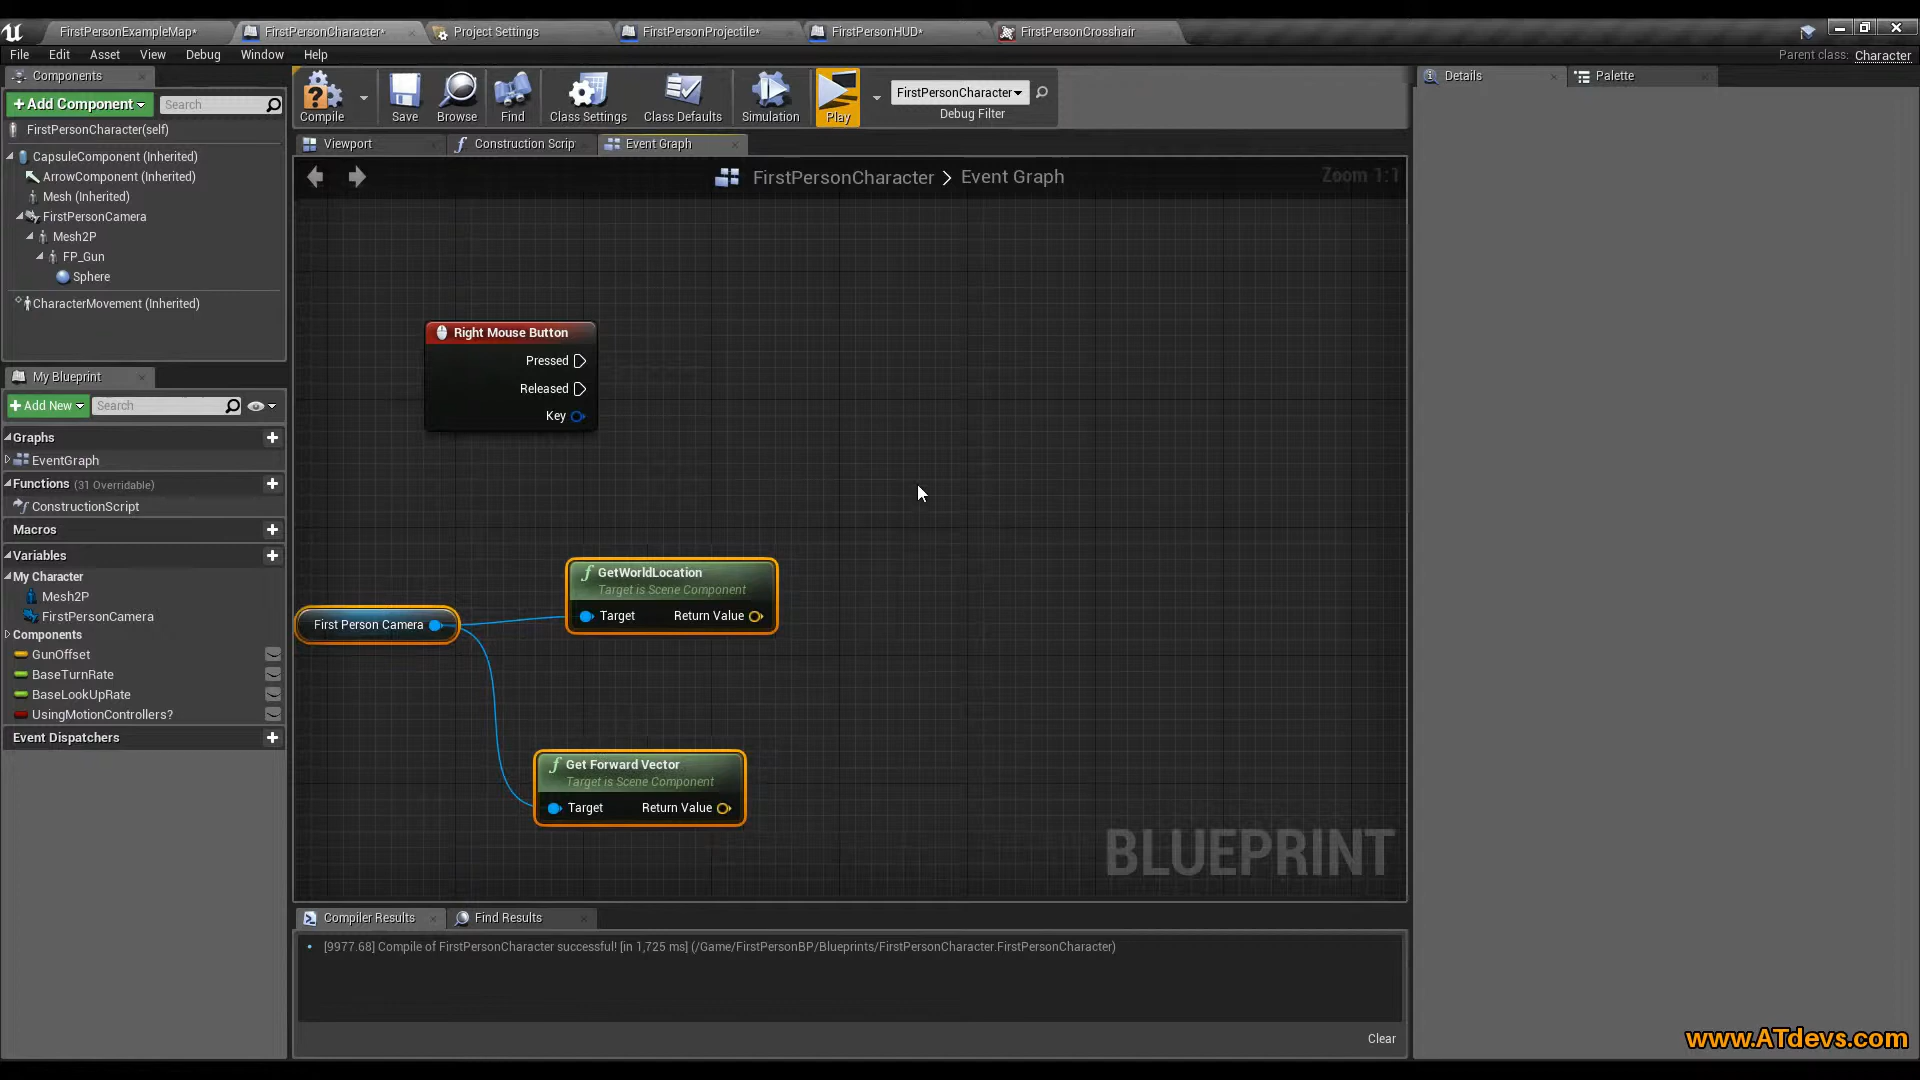 FirstPersonExampleMap*
FirstPersonCharacter*
Project Settings
FirstPersonProjectile*
FirstPersonHUD*
FirstPersonCrosshair
File Edit Asset View Debug Window Help
Parent class: Character
Components
+Add Component
Search
FirstPersonCharacter(self)
CapsuleComponent (Inherited)
ArrowComponent (Inherited)
Mesh (Inherited)
FirstPersonCamera
Mesh2P
FP_Gun
Sphere
CharacterMovement (Inherited)
Compile
Save
Browse
Find
Class Settings
Class Defaults
Simulation
Play
FirstPersonCharacter
Debug Filter
Details
Palette
Viewport
Construction Scrip
Event Graph
FirstPersonCharacter > Event Graph
Zoom 1:1
My Blueprint
+Add New
Search
Graphs
EventGraph
Functions (31 Overridable)
ConstructionScript
Macros
Variables
My Character
Mesh2P
FirstPersonCamera
Components
GunOffset
BaseTurnRate
BaseLookUpRate
UsingMotionControllers?
Event Dispatchers
Right Mouse Button
Pressed
Released
Key
First Person Camera
GetWorldLocation
Target is Scene Component
Target Return Value
Get Forward Vector
Target is Scene Component
Target Return Value
BLUEPRINT
Compiler Results
Find Results
[9977.68] Compile of FirstPersonCharacter successful! [in 1,725 ms] (/Game/FirstPersonBP/Blueprints/FirstPersonCharacter.FirstPersonCharacter)
Clear
www.ATdevs.com